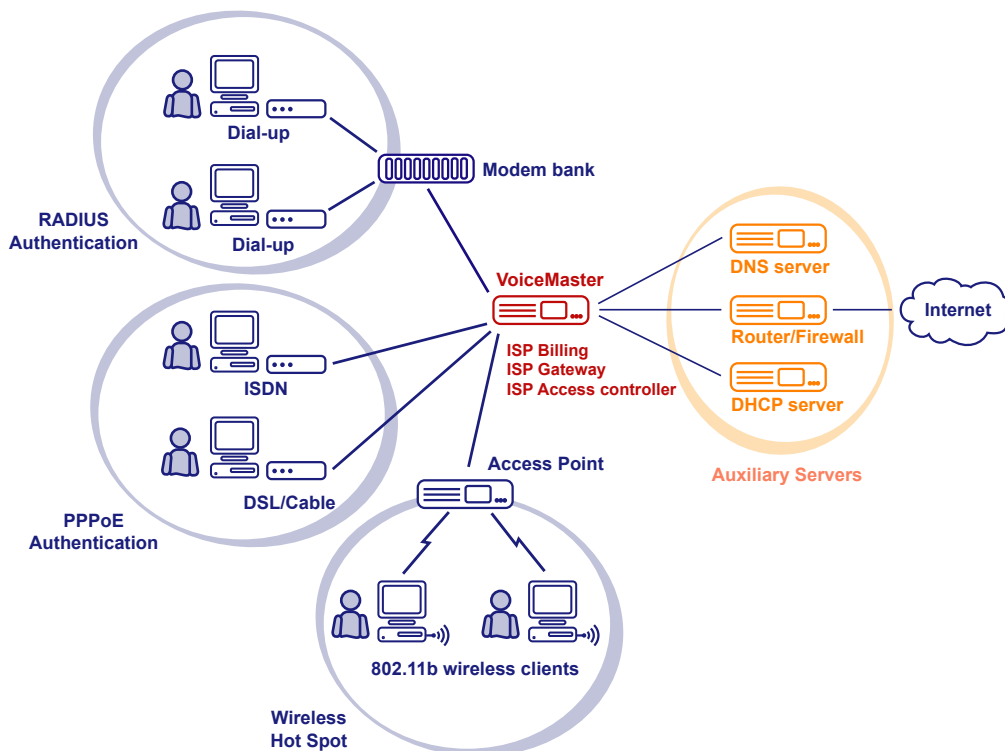 Dial-up
Modem bank
Dial-up
RADIUS
Authentication
VoiceMaster
ISP Billing
ISP Gateway
ISP Access controller
DNS server
Router/Firewall
DHCP server
Internet
Auxiliary Servers
ISDN
DSL/Cable
PPPoE
Authentication
Access Point
802.11b wireless clients
Wireless
Hot Spot